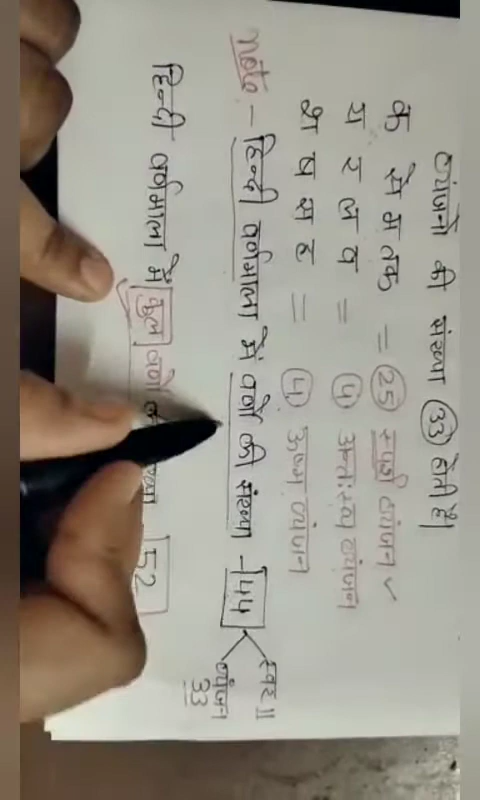 व्यंजनो की संख्या 33 होती है।
क से म तक = 25 स्पर्श व्यंजन ✓
य र ल व = 4 अन्तःस्थ व्यंजन
श ष स ह = 4 ऊष्म व्यंजन
Note - हिन्दी वर्णमाला में वर्णों की संख्या - 44
स्वर 11
व्यंजन 33
हिन्दी वर्णमाला में कुल वर्णो 52